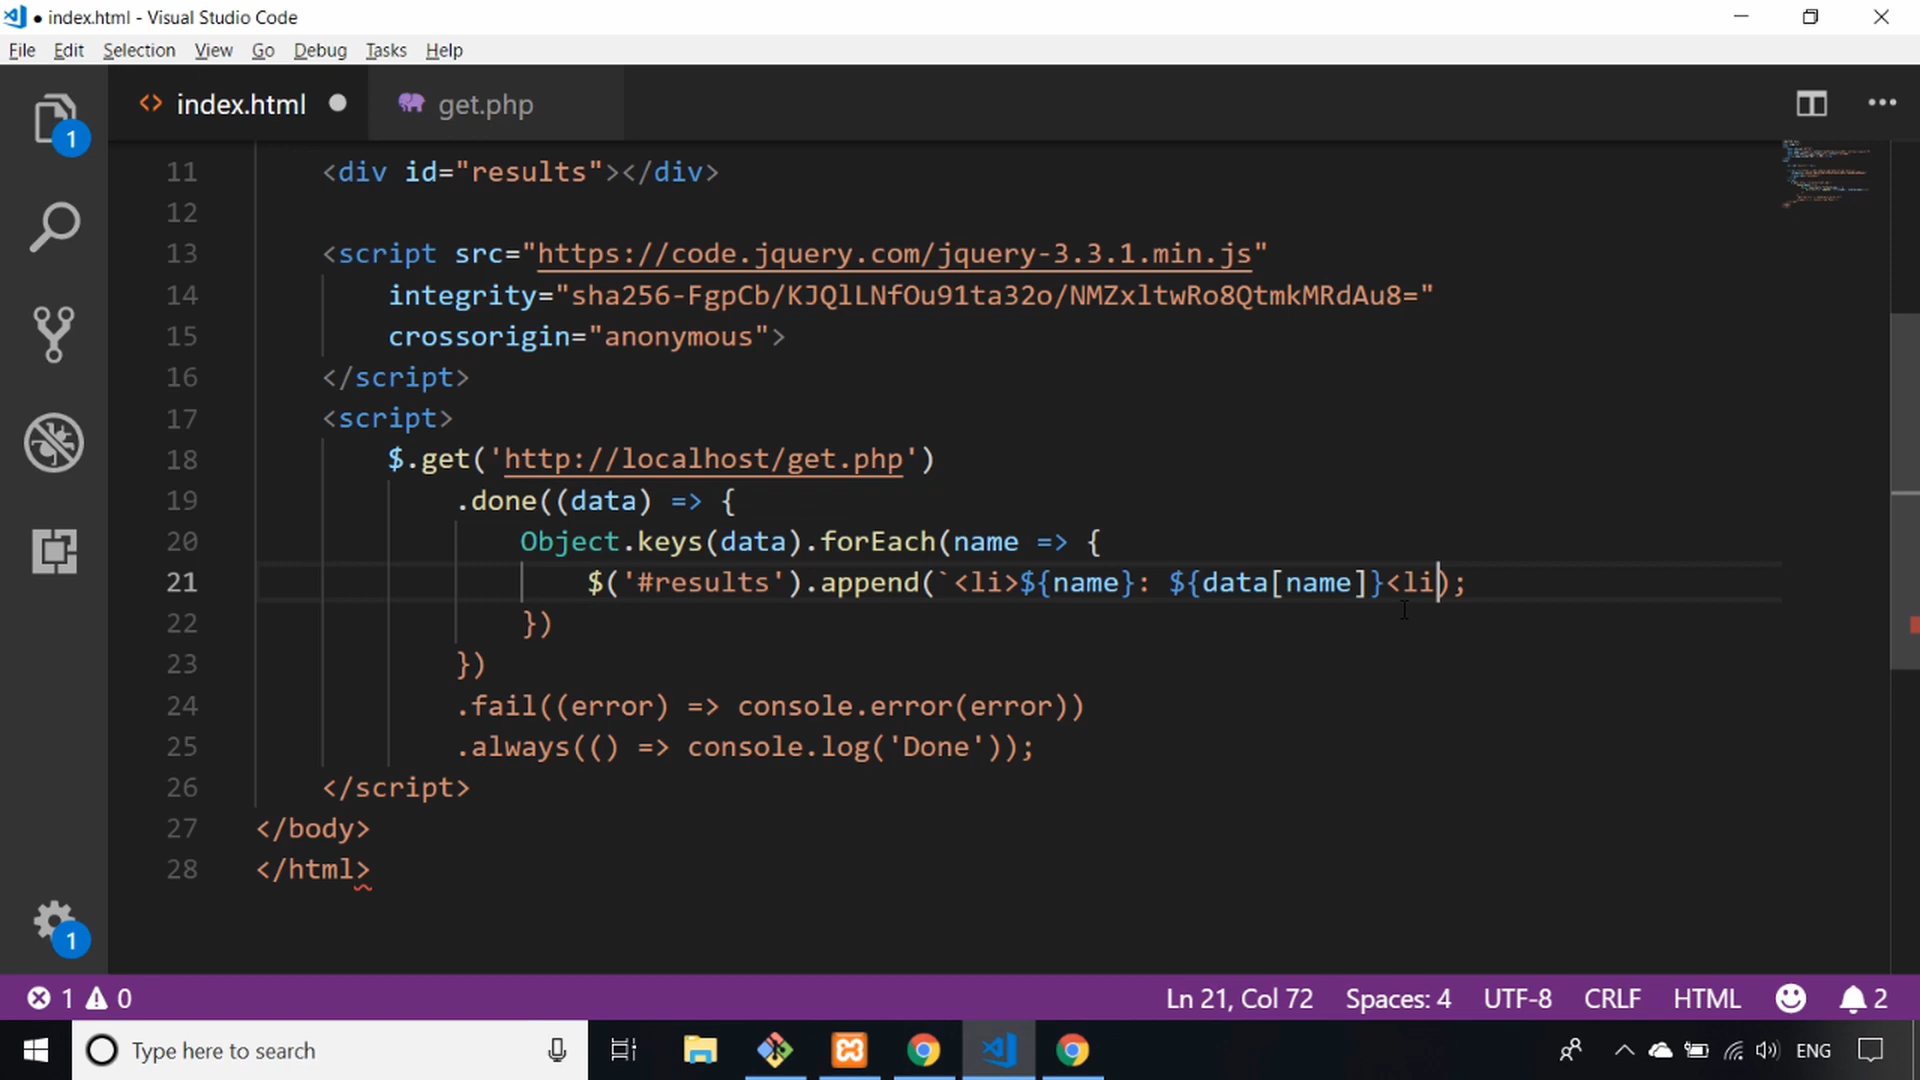 index.html - Visual Studio Code
File Edit Selection View Go Debug Tasks Help
index.html get.php
1
11 <div id="results"></div>
12
13 <script src="https://code.jquery.com/jquery-3.3.1.min.js"
14 integrity="sha256-FgpCb/KJQlLNfOu91ta32o/NMZxltwRo8QtmkMRdAu8="
15 crossorigin="anonymous">
16 </script>
17 <script>
18 $.get('http://localhost/get.php')
19 .done((data) => {
20 Object.keys(data).forEach(name => {
21 $('#results').append(`<li>${name}: ${data[name]}<li);
22 })
23 })
24 .fail((error) => console.error(error))
25 .always(() => console.log('Done'));
26 </script>
27 </body>
28 </html>
1
1 0 Ln 21, Col 72 Spaces: 4 UTF-8 CRLF HTML 2
Type here to search ENG